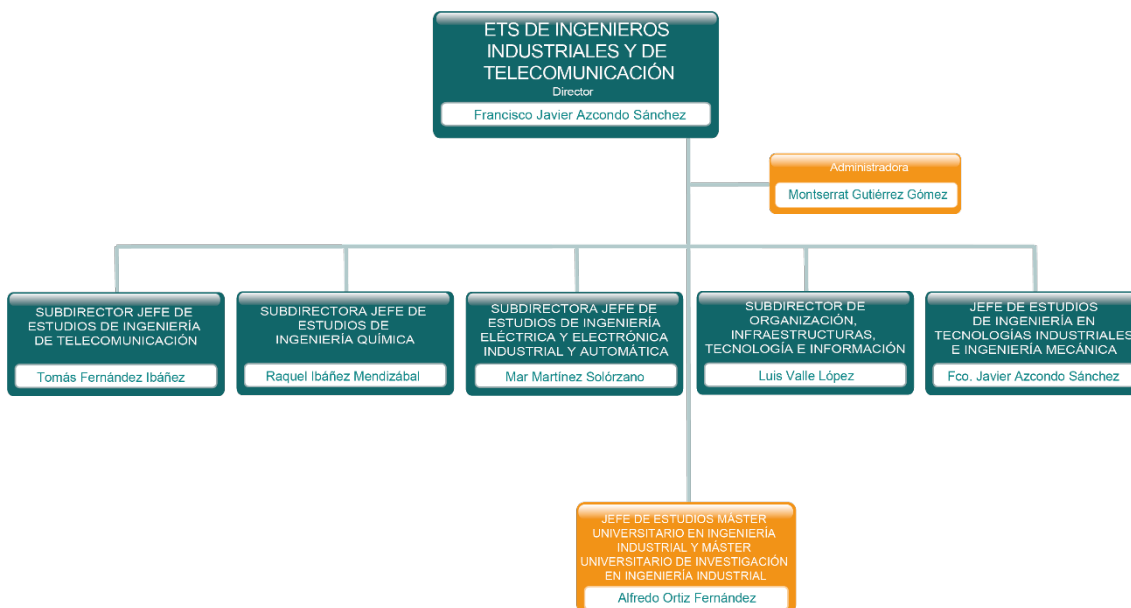 ETS DE INGENIEROS
INDUSTRIALES Y DE
TELECOMUNICACIÓN
Director
Francisco Javier Azcondo Sánchez
Administradora
Montserrat Gutiérrez Gómez
SUBDIRECTOR JEFE DE
ESTUDIOS DE INGENIERÍA
DE TELECOMUNICACIÓN
Tomás Fernández Ibáñez
SUBDIRECTORA JEFE DE
ESTUDIOS DE
INGENIERÍA QUÍMICA
Raquel Ibáñez Mendizábal
SUBDIRECTORA JEFE DE
ESTUDIOS DE INGENIERÍA
ELÉCTRICA Y ELECTRÓNICA
INDUSTRIAL Y AUTOMÁTICA
Mar Martínez Solórzano
SUBDIRECTOR DE
ORGANIZACIÓN,
INFRAESTRUCTURAS,
TECNOLOGÍA E INFORMACIÓN
Luis Valle López
JEFE DE ESTUDIOS
DE INGENIERÍA EN
TECNOLOGÍAS INDUSTRIALES
E INGENIERÍA MECÁNICA
Fco. Javier Azcondo Sánchez
JEFE DE ESTUDIOS MÁSTER
UNIVERSITARIO EN INGENIERÍA
INDUSTRIAL Y MÁSTER
UNIVERSITARIO DE INVESTIGACIÓN
EN INGENIERÍA INDUSTRIAL
Alfredo Ortiz Fernández